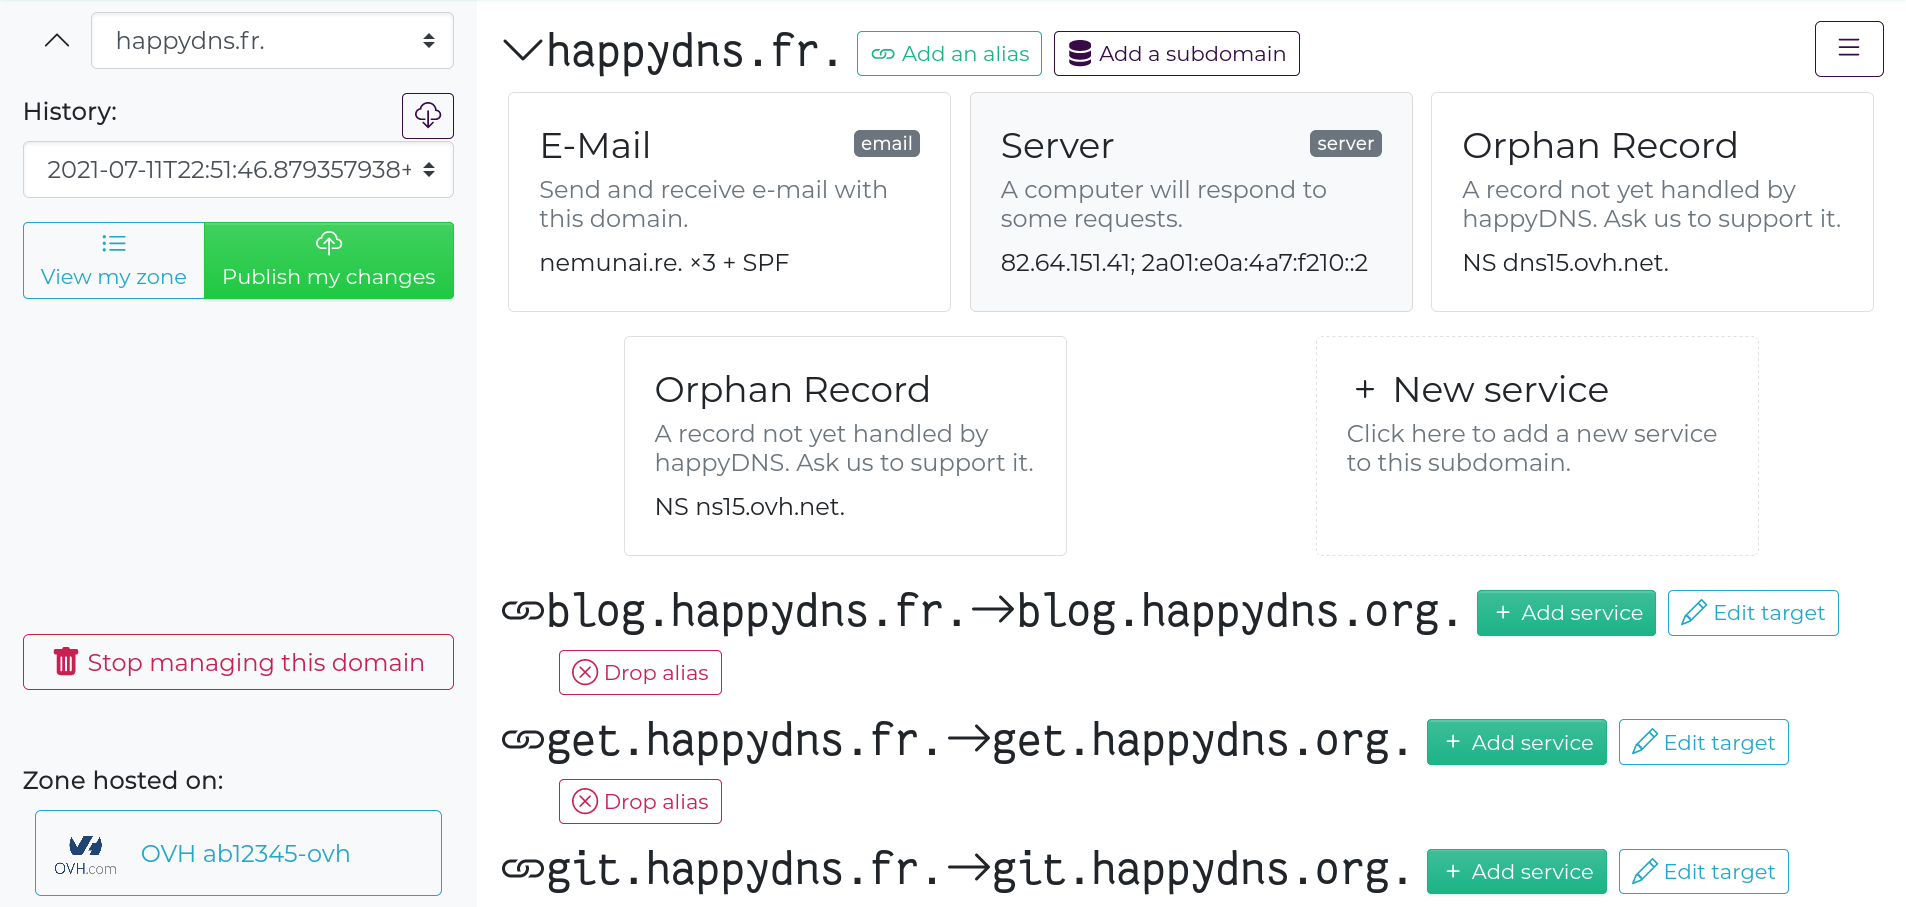 happydns.fr.
History:
2021-07-11T22:51:46.879357938+
View my zone
Publish my changes
Stop managing this domain
Zone hosted on:
OVH.com
OVH ab12345-ovh
happydns.fr.
Add an alias
Add a subdomain
E-Mail
email
Send and receive e-mail with
this domain.
nemunai.re. ×3 + SPF
Server
server
A computer will respond to
some requests.
82.64.151.41; 2a01:e0a:4a7:f210::2
Orphan Record
A record not yet handled by
happyDNS. Ask us to support it.
NS dns15.ovh.net.
Orphan Record
A record not yet handled by
happyDNS. Ask us to support it.
NS ns15.ovh.net.
+ New service
Click here to add a new service
to this subdomain.
blog.happydns.fr.→blog.happydns.org.
+ Add service
Edit target
Drop alias
get.happydns.fr.→get.happydns.org.
+ Add service
Edit target
Drop alias
git.happydns.fr.→git.happydns.org.
+ Add service
Edit target